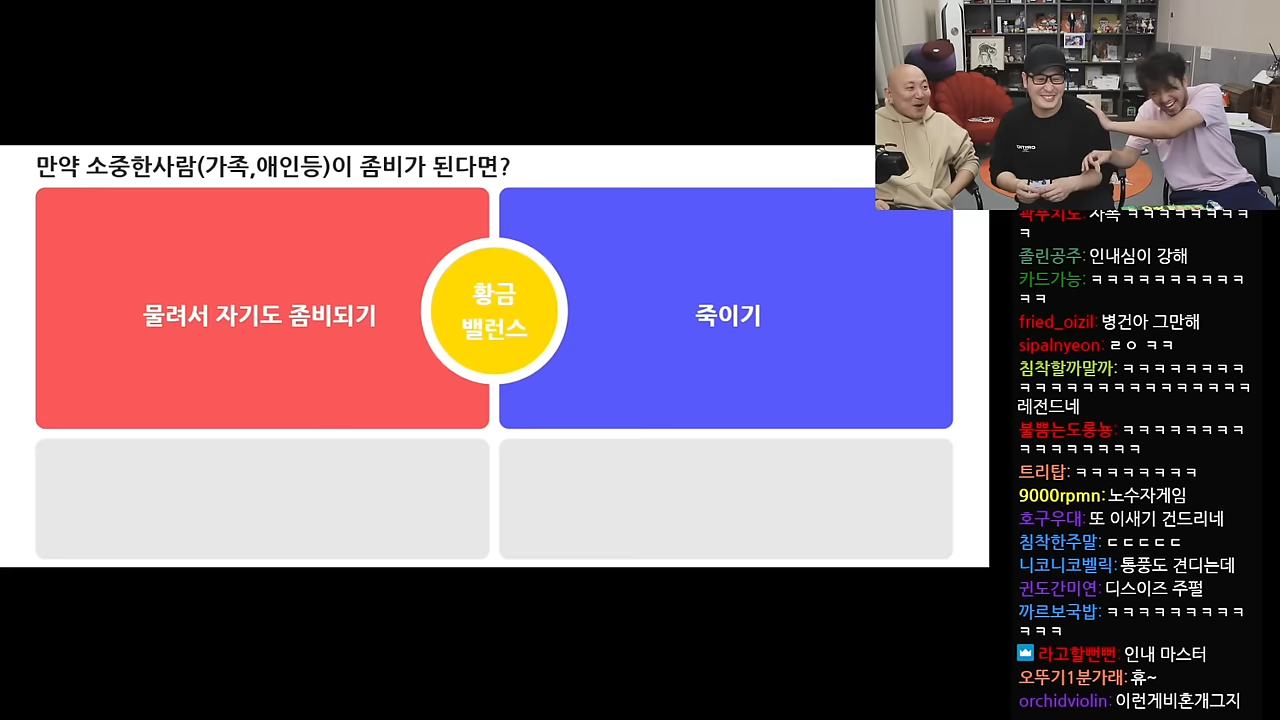 만약 소중한사람(가족,애인등)이 좀비가 된다면?
물려서 자기도 좀비되기
황금
밸런스
죽이기
ㅋ
졸린공주: 인내심이 강해
카드가능: ㅋㅋㅋㅋㅋㅋㅋㅋㅋㅋ
ㅋㅋ
fried_oizil: 병건아 그만해
sipalnyeon: ㄹㅇ ㅋㅋ
침착할까말까: ㅋㅋㅋㅋㅋㅋㅋㅋ
ㅋㅋㅋㅋㅋㅋㅋㅋㅋㅋㅋㅋㅋㅋㅋ
레전드네
불뿜는도롱뇽: ㅋㅋㅋㅋㅋㅋㅋㅋ
ㅋㅋㅋㅋㅋㅋㅋㅋ
트리탑: ㅋㅋㅋㅋㅋㅋㅋㅋ
9000rpmn: 노수자게임
호구우대: 또 이새기 건드리네
침착한주말: ㄷㄷㄷㄷㄷ
니코니코벨릭: 통풍도 견디는데
귄도간미연: 디스이즈 주펄
까르보국밥: ㅋㅋㅋㅋㅋㅋㅋㅋㅋ
ㅋㅋㅋ
라고할뻔뻔: 인내 마스터
오뚜기1분가래: 휴~
orchidviolin: 이런게비혼개그지